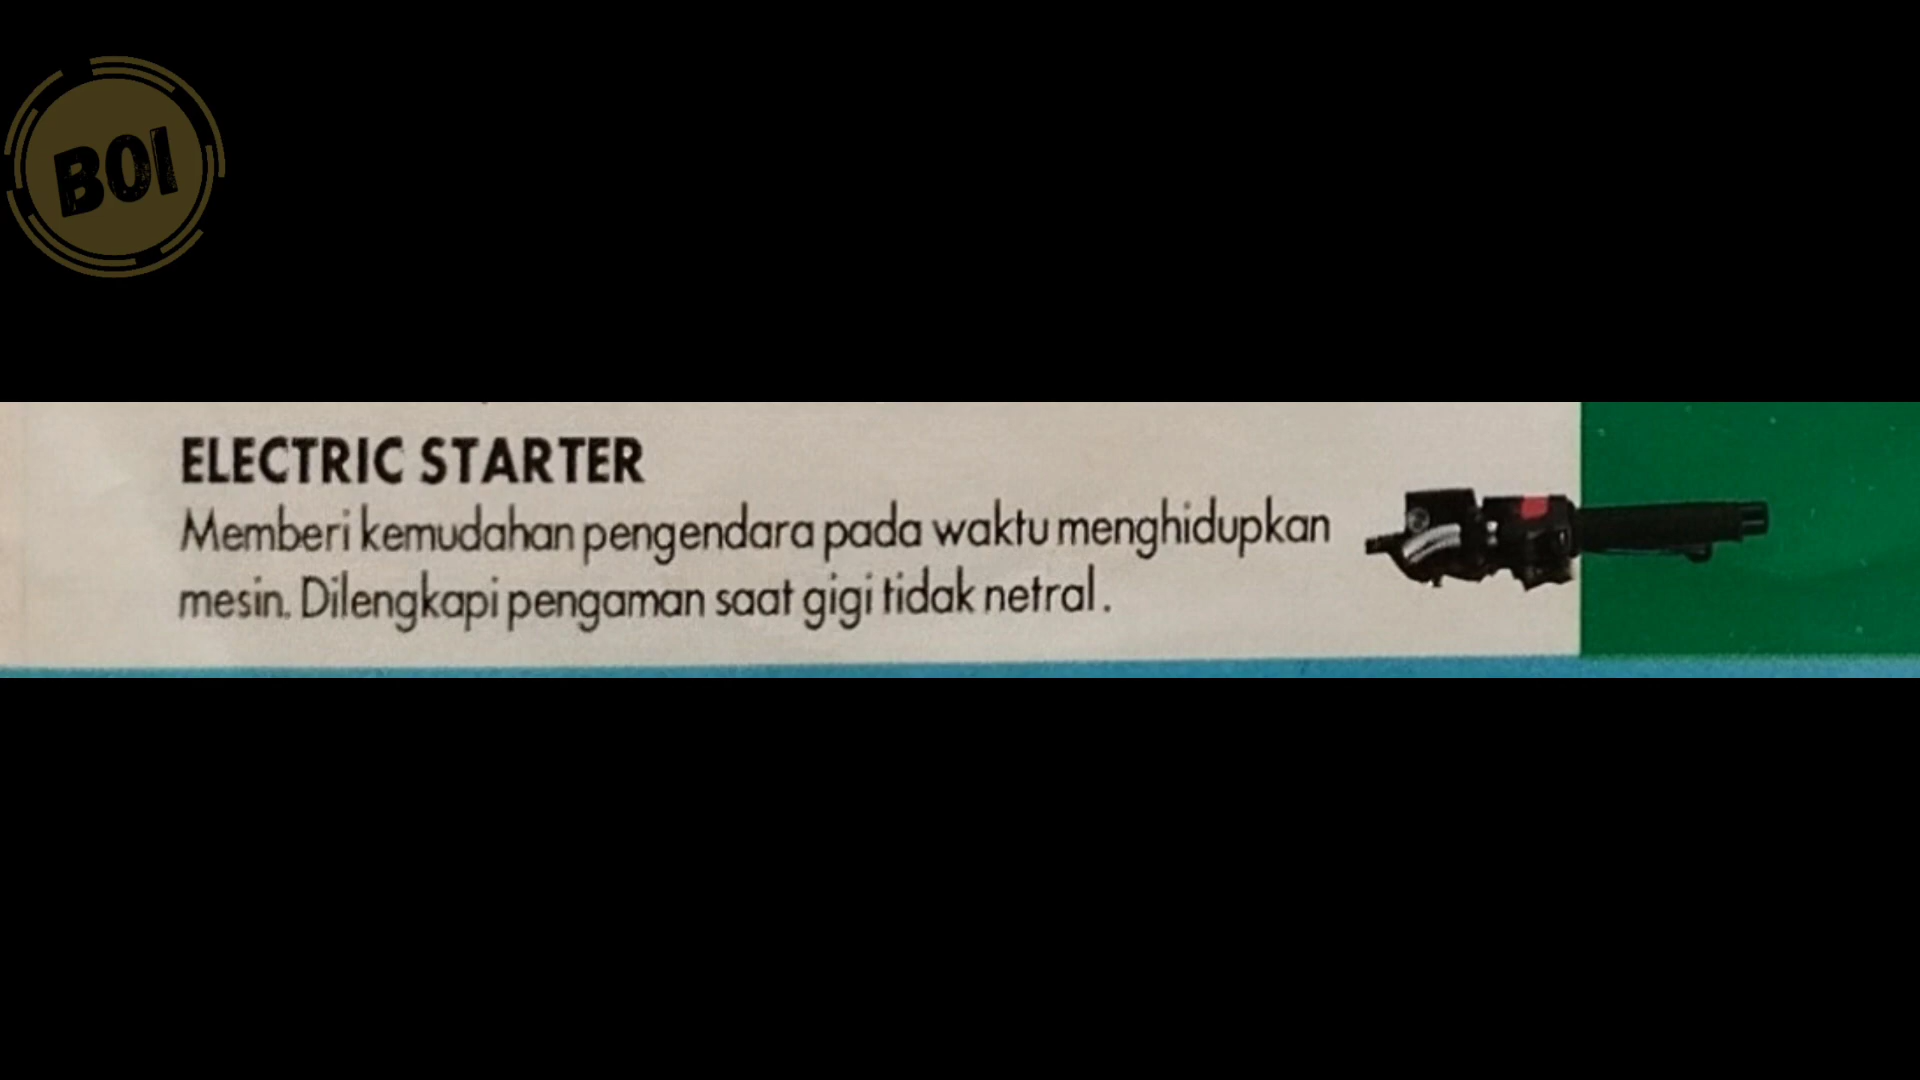 BOI
ELECTRIC STARTER
Memberi kemudahan pengendara pada waktu menghidupkan
mesin. Dilengkapi pengaman saat gigi tidak netral.